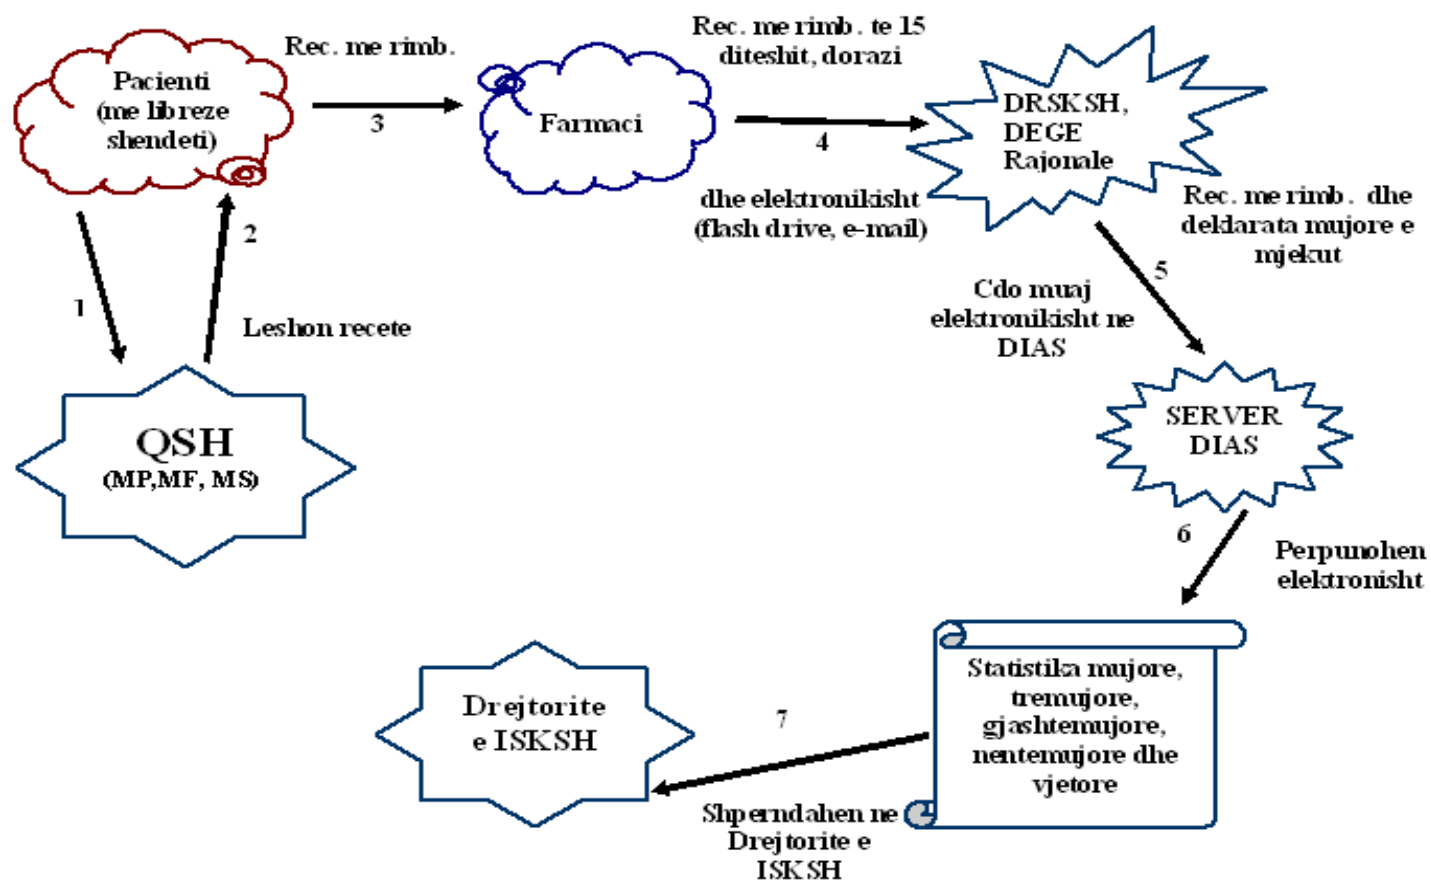 Pacienti
(me libreze
shendeti)
Rec. me rimb.
3
Farmaci
Rec. me rimb. te 15
diteshit, dorazi
4
dhe elektronikisht
(flash drive, e-mail)
DRSKSH,
DEGE
Rajonale
Rec. me rimb. dhe
deklarata mujore e
mjekut
5
Cdo muaj
elektronikisht ne
DIAS
1
2
Leshon recete
QSH
(MP,MF, MS)
SERVER
DIAS
6
Perpunohen
elektronisht
Statistika mujore,
tremujore,
gjashtemujore,
nentemujore dhe
vjetore
7
Shperndahen ne
Drejtorite e
ISKSH
Drejtorite
e ISKSH